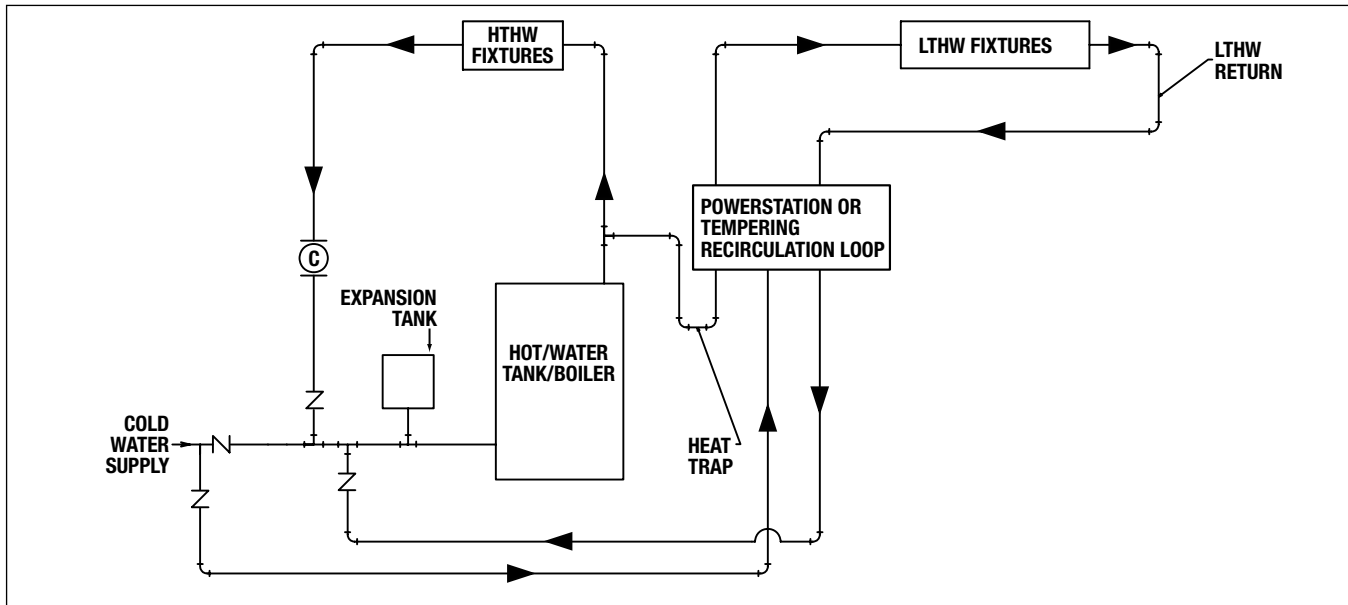 HTHW
FIXTURES
LTHW FIXTURES
LTHW
RETURN
POWERSTATION OR
TEMPERING
RECIRCULATION LOOP
C
EXPANSION
TANK
HOT/WATER
TANK/BOILER
COLD
WATER
SUPPLY
HEAT
TRAP